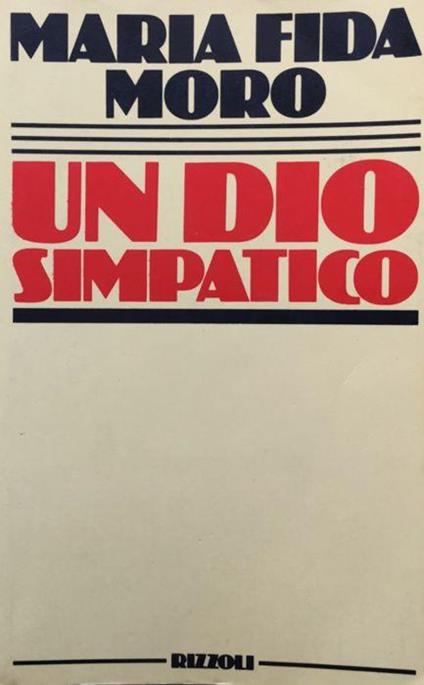 MARIA FIDA
MORO
UN DIO
SIMPATICO
RIZZOLI